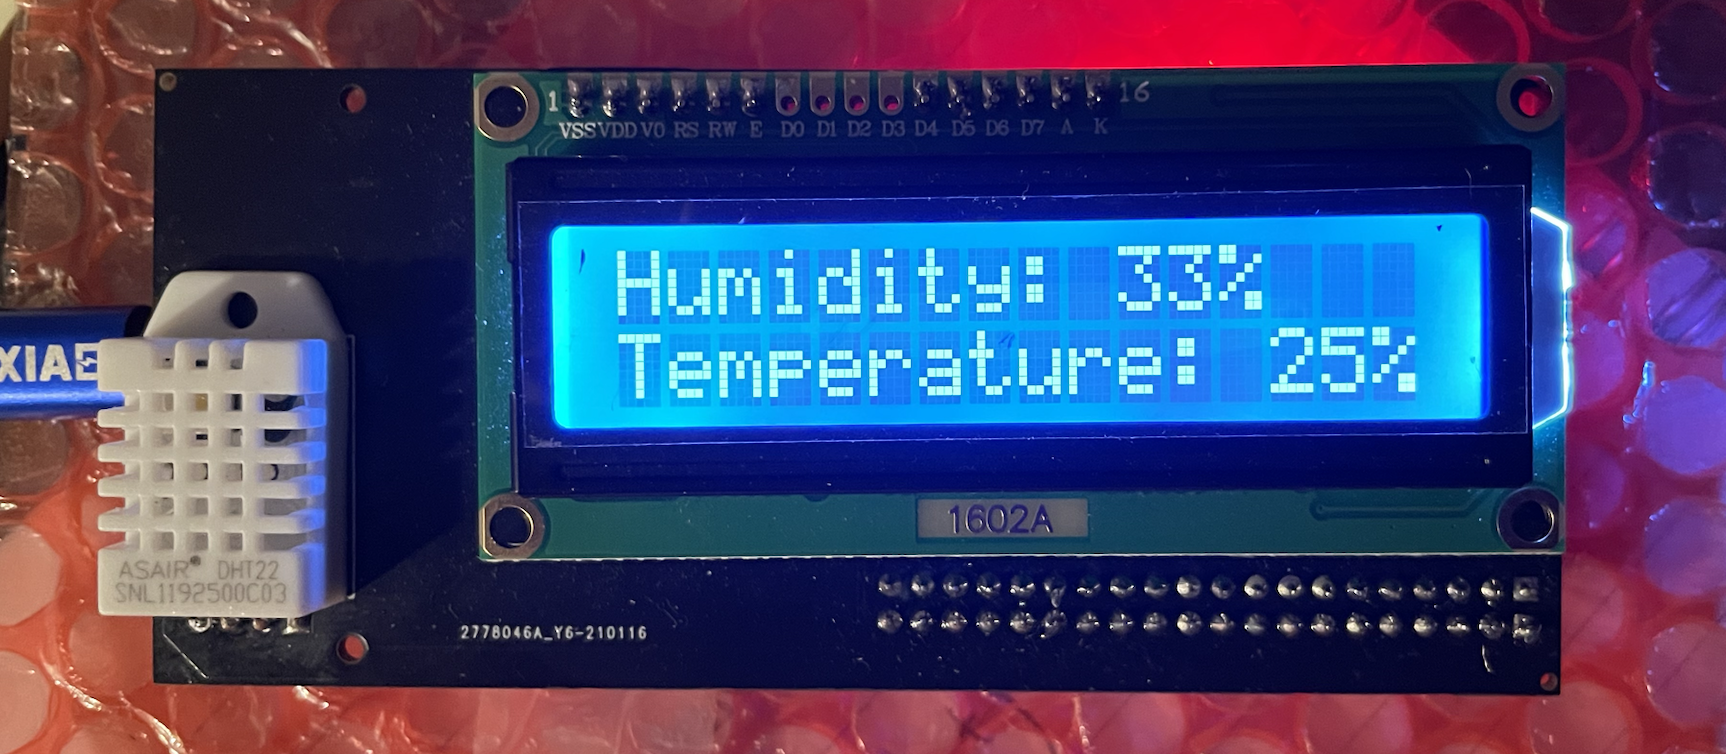 1 16
VSS VDD V0 RS RW E D0 D1 D2 D3 D4 D5 D6 D7 A K
Humidity: 33%
Temperature: 25%
XIA
1602A
ASAIR® DHT22
SNL1192500C03
2778046A_Y6-210116